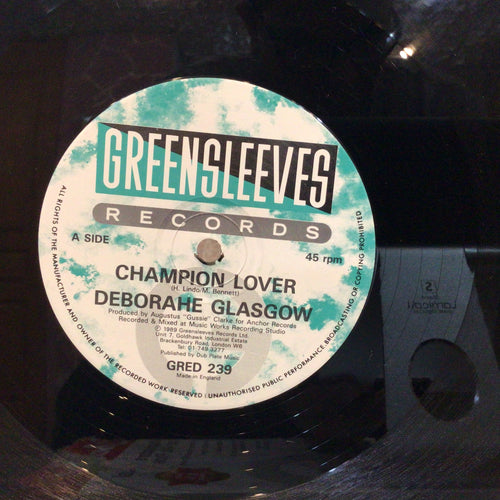 GREENSLEEVES
RECORDS
A SIDE
45 rpm
CHAMPION LOVER
(H. Lindo/M. Bennett)
DEBORAHE GLASGOW
Produced by Augustus "Gussie" Clarke for Anchor Records
Recorded & Mixed at Music Works Recording Studio
© 1989 Greensleeves Records Ltd.
Unit 7, Goldhawk Industrial Estate
Brackenbury Road, London W6
Tel: 01-749 3277
Published by Dub Plate Music
GRED 239
Made in England
ALL RIGHTS OF THE MANUFACTURER AND OWNER OF THE RECORDED WORK RESERVED (UNAUTHORISED PUBLIC PERFORMANCE, BROADCASTING OR COPYING PROHIBITED